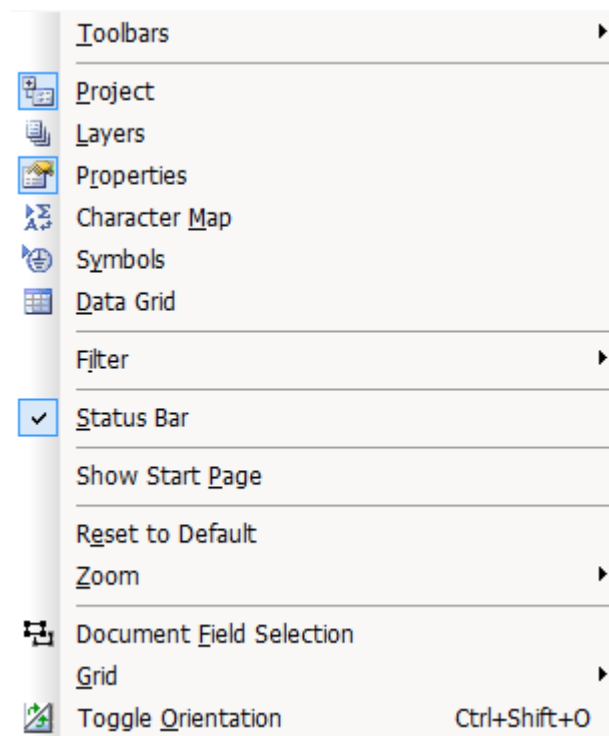 Toolbars
Project
Layers
Properties
Character Map
Symbols
Data Grid
Filter
Status Bar
Show Start Page
Reset to Default
Zoom
Document Field Selection
Grid
Toggle Orientation Ctrl+Shift+O